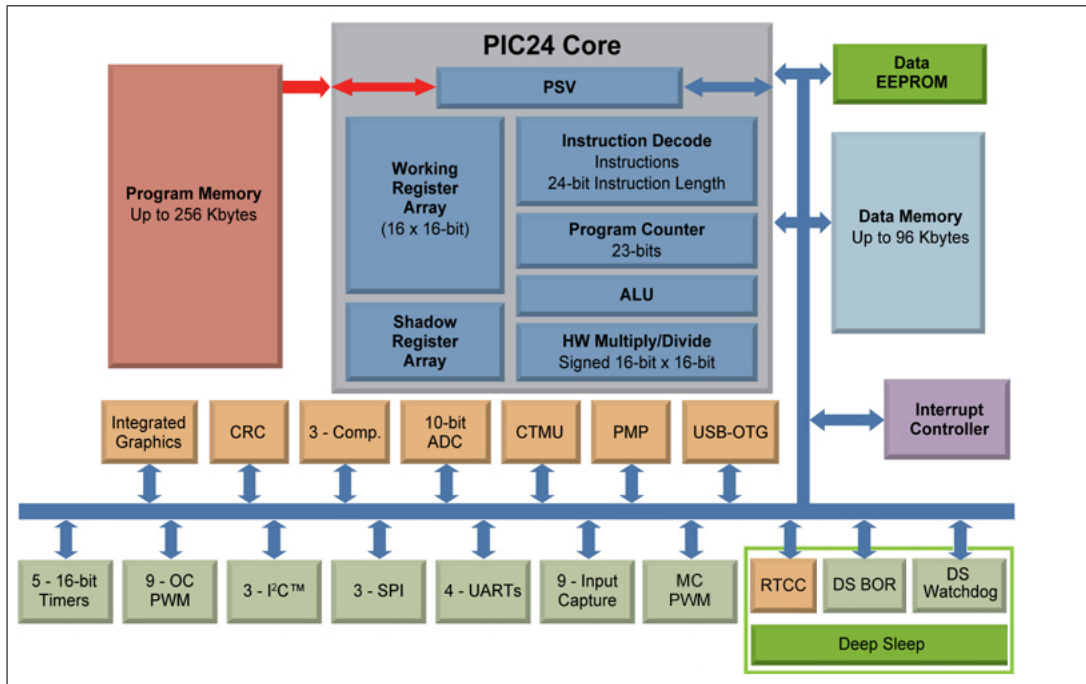 PIC24 Core
PSV
Data
EEPROM
Program Memory
Up to 256 Kbytes
Working
Register
Array
(16 x 16-bit)
Instruction Decode
Instructions
24-bit Instruction Length
Program Counter
23-bits
ALU
Shadow
Register
Array
HW Multiply/Divide
Signed 16-bit x 16-bit
Data Memory
Up to 96 Kbytes
Interrupt
Controller
Integrated
Graphics
CRC
3 - Comp.
10-bit
ADC
CTMU
PMP
USB-OTG
5 - 16-bit
Timers
9 - OC
PWM
3 - I²C™
3 - SPI
4 - UARTs
9 - Input
Capture
MC
PWM
RTCC
DS BOR
DS
Watchdog
Deep Sleep